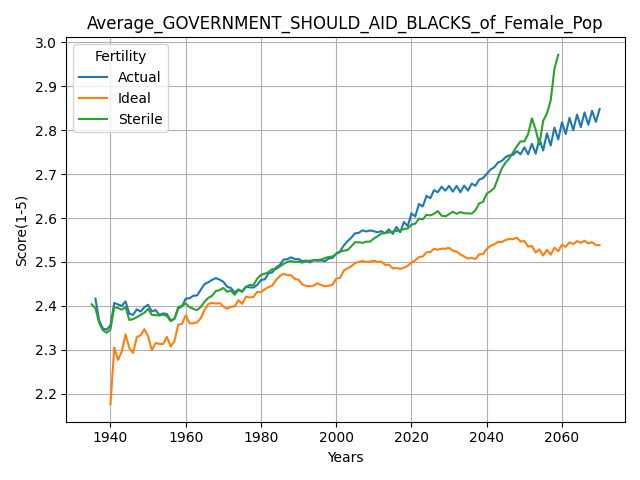 Average_GOVERNMENT_SHOULD_AID_BLACKS_of_Female_Pop
Fertility
Actual
Ideal
Sterile
Score(1-5)
3.0
2.9
2.8
2.7
2.6
2.5
2.4
2.3
2.2
1940 1960 1980 2000 2020 2040 2060
Years